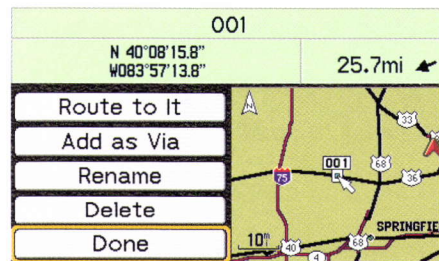 001
N 40°08'15.8"
W083°57'13.8"
25.7mi
Route to It
Add as Via
Rename
Delete
Done
33
001
68
75
36
SPRINGFIE
10m
40
68
4